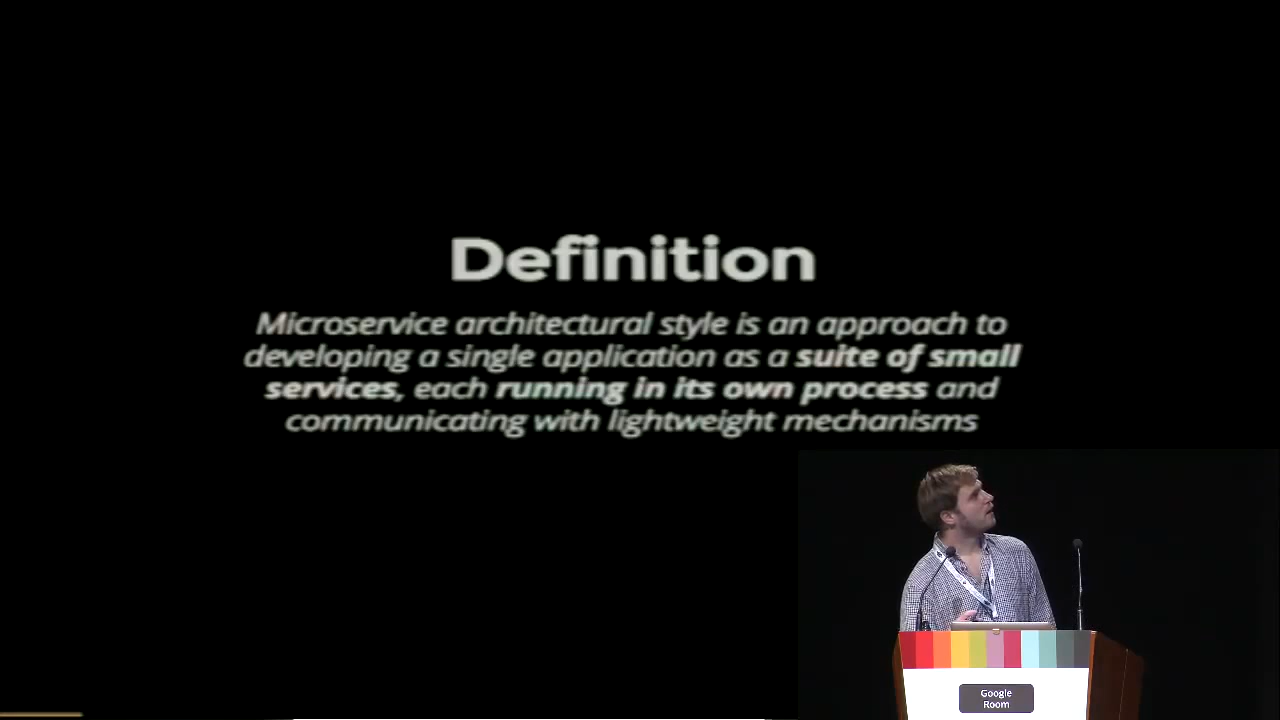 Definition
Microservice architectural style is an approach to
developing a single application as a suite of small
services, each running in its own process and
communicating with lightweight mechanisms
Google
Room